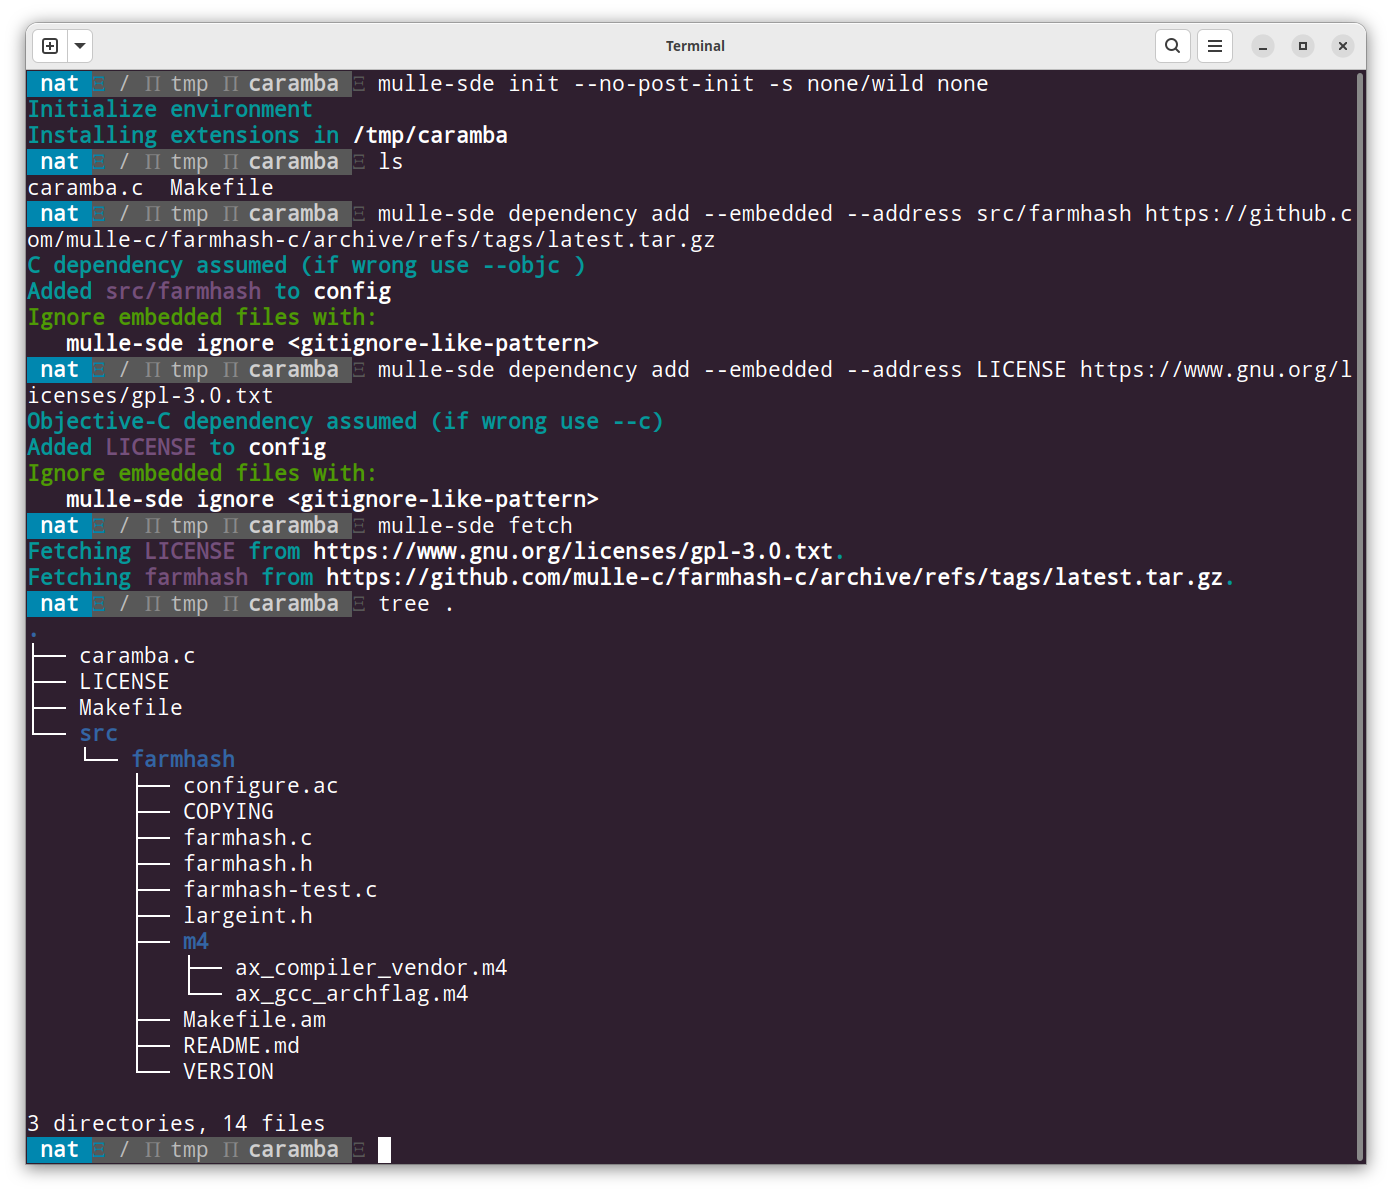 Terminal
nat Ξ / Π tmp Π caramba Ξ mulle-sde init --no-post-init -s none/wild none
Initialize environment
Installing extensions in /tmp/caramba
nat Ξ / Π tmp Π caramba Ξ ls
caramba.c  Makefile
nat Ξ / Π tmp Π caramba Ξ mulle-sde dependency add --embedded --address src/farmhash https://github.c
om/mulle-c/farmhash-c/archive/refs/tags/latest.tar.gz
C dependency assumed (if wrong use --objc )
Added src/farmhash to config
Ignore embedded files with:
   mulle-sde ignore <gitignore-like-pattern>
nat Ξ / Π tmp Π caramba Ξ mulle-sde dependency add --embedded --address LICENSE https://www.gnu.org/l
icenses/gpl-3.0.txt
Objective-C dependency assumed (if wrong use --c)
Added LICENSE to config
Ignore embedded files with:
   mulle-sde ignore <gitignore-like-pattern>
nat Ξ / Π tmp Π caramba Ξ mulle-sde fetch
Fetching LICENSE from https://www.gnu.org/licenses/gpl-3.0.txt.
Fetching farmhash from https://github.com/mulle-c/farmhash-c/archive/refs/tags/latest.tar.gz.
nat Ξ / Π tmp Π caramba Ξ tree .
.
├── caramba.c
├── LICENSE
├── Makefile
└── src
    └── farmhash
        ├── configure.ac
        ├── COPYING
        ├── farmhash.c
        ├── farmhash.h
        ├── farmhash-test.c
        ├── largeint.h
        ├── m4
        │   ├── ax_compiler_vendor.m4
        │   └── ax_gcc_archflag.m4
        ├── Makefile.am
        ├── README.md
        └── VERSION

3 directories, 14 files
nat Ξ / Π tmp Π caramba Ξ